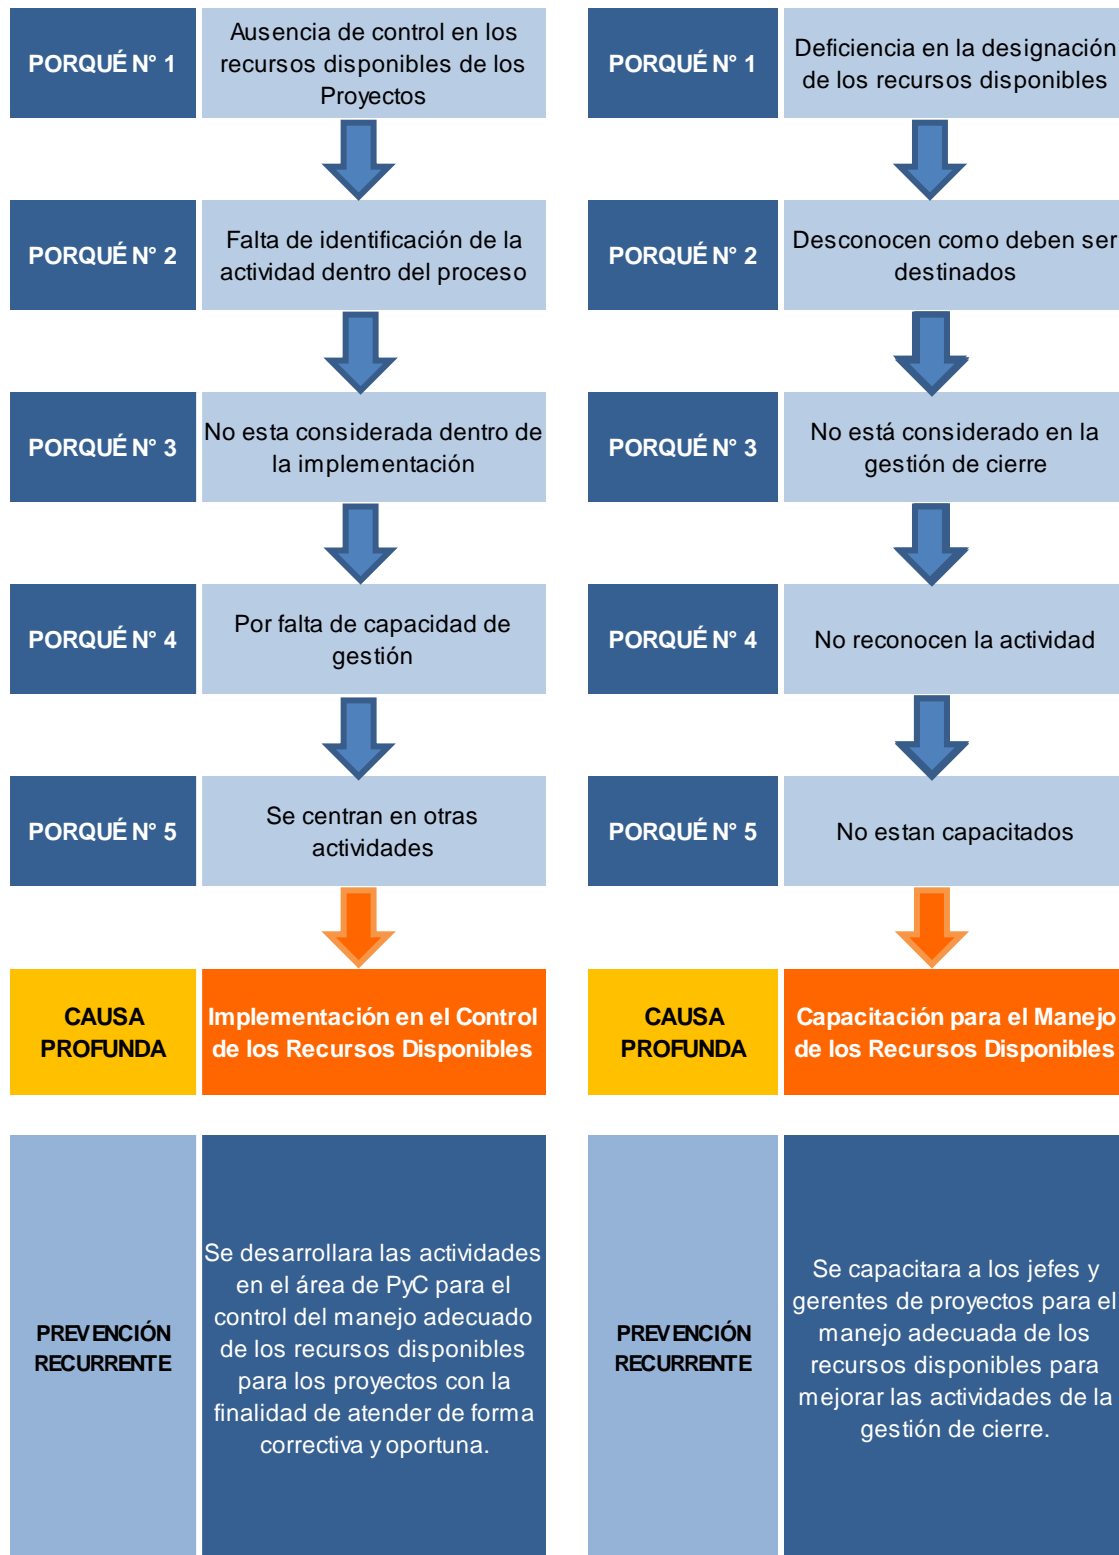 PORQUÉ N° 1
Ausencia de control en los
recursos disponibles de los
Proyectos
PORQUÉ N° 2
Falta de identificación de la
actividad dentro del proceso
PORQUÉ N° 3
No esta considerada dentro de
la implementación
PORQUÉ N° 4
Por falta de capacidad de
gestión
PORQUÉ N° 5
Se centran en otras
actividades
CAUSA
PROFUNDA
Implementación en el Control
de los Recursos Disponibles
PREVENCIÓN
RECURRENTE
Se desarrollara las actividades
en el área de PyC para el
control del manejo adecuado
de los recursos disponibles
para los proyectos con la
finalidad de atender de forma
correctiva y oportuna.
PORQUÉ N° 1
Deficiencia en la designación
de los recursos disponibles
PORQUÉ N° 2
Desconocen como deben ser
destinados
PORQUÉ N° 3
No está considerado en la
gestión de cierre
PORQUÉ N° 4
No reconocen la actividad
PORQUÉ N° 5
No estan capacitados
CAUSA
PROFUNDA
Capacitación para el Manejo
de los Recursos Disponibles
PREVENCIÓN
RECURRENTE
Se capacitara a los jefes y
gerentes de proyectos para el
manejo adecuada de los
recursos disponibles para
mejorar las actividades de la
gestión de cierre.